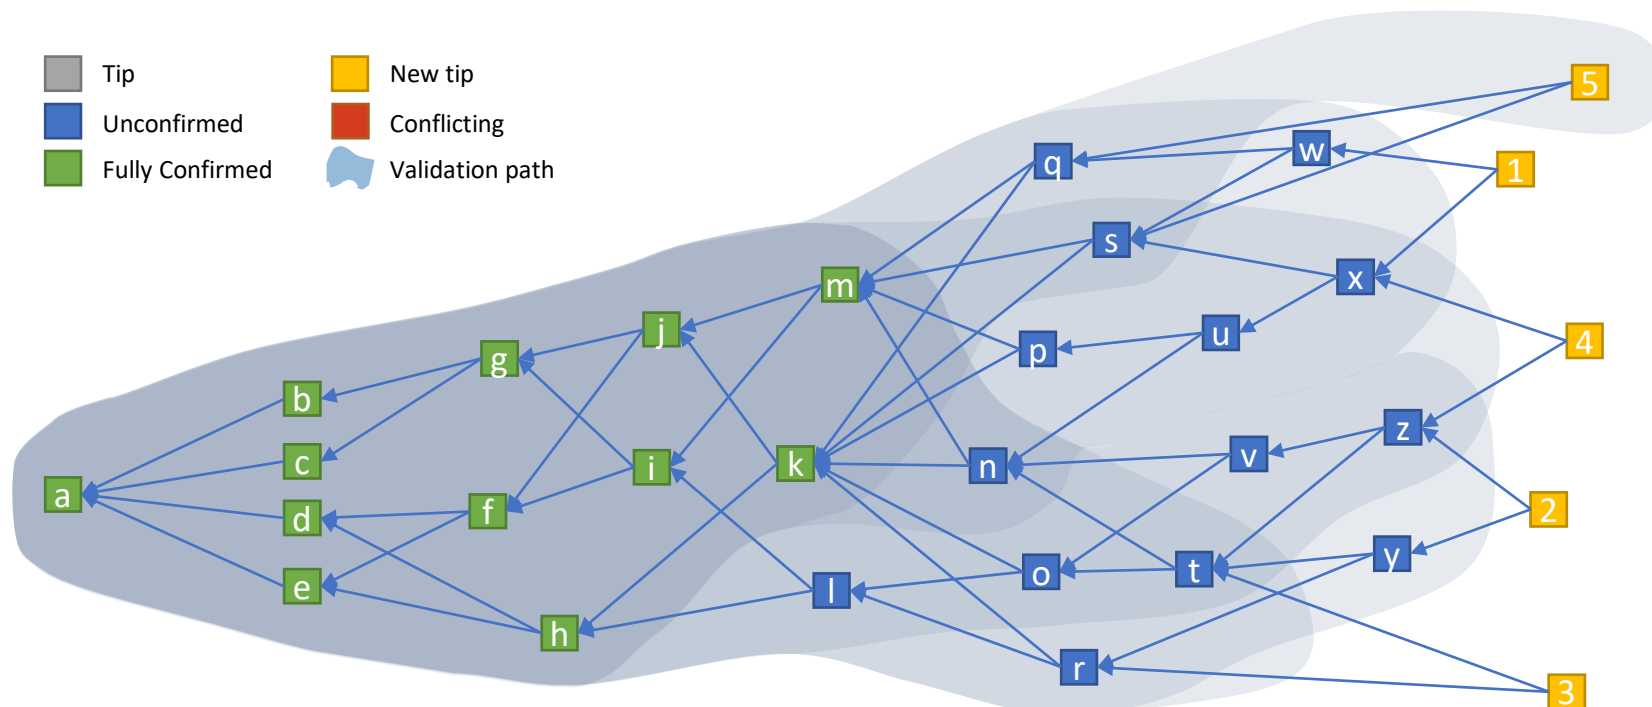 Tip
New tip
Unconfirmed
Conflicting
Fully Confirmed
Validation path
5
q
w
1
s
m
x
j
p
u
4
g
b
z
c
i
k
n
v
a
d
f
2
e
l
o
t
y
h
r
3